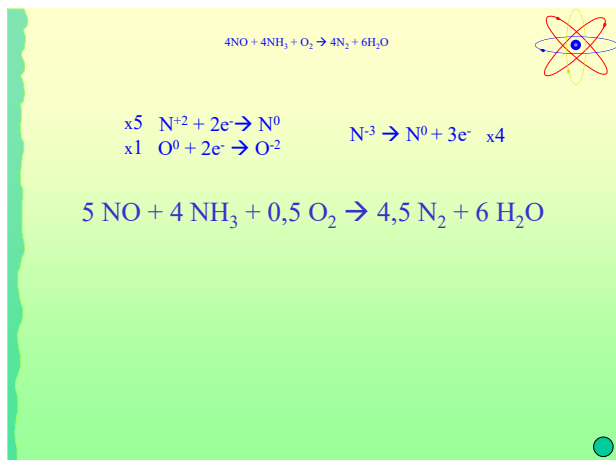 4NO + 4NH₃ + O₂ → 4N₂ + 6H₂O
x5 N⁺² + 2e⁻ → N⁰
x1 O⁰ + 2e⁻ → O⁻²
N⁻³ → N⁰ + 3e⁻ x4
5 NO + 4 NH₃ + 0,5 O₂ → 4,5 N₂ + 6 H₂O